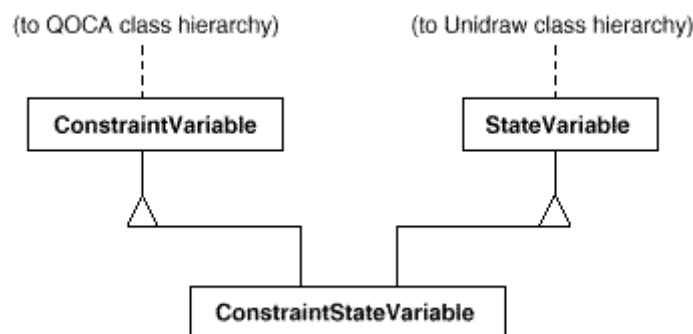 (to QOCA class hierarchy) (to Unidraw class hierarchy)
ConstraintVariable StateVariable
ConstraintStateVariable